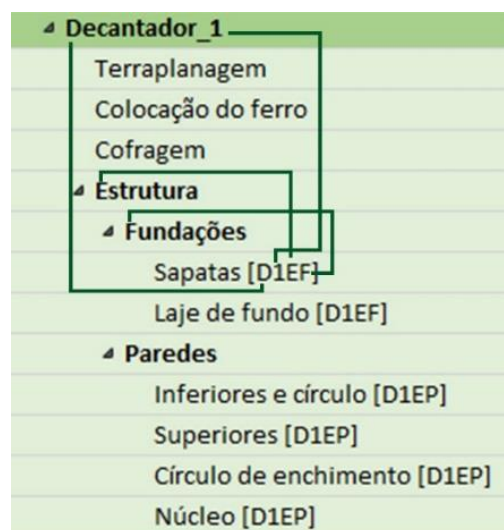 Decantador_1
Terraplanagem
Colocação do ferro
Cofragem
Estrutura
Fundações
Sapatas [D1EF]
Laje de fundo [D1EF]
Paredes
Inferiores e círculo [D1EP]
Superiores [D1EP]
Círculo de enchimento [D1EP]
Núcleo [D1EP]